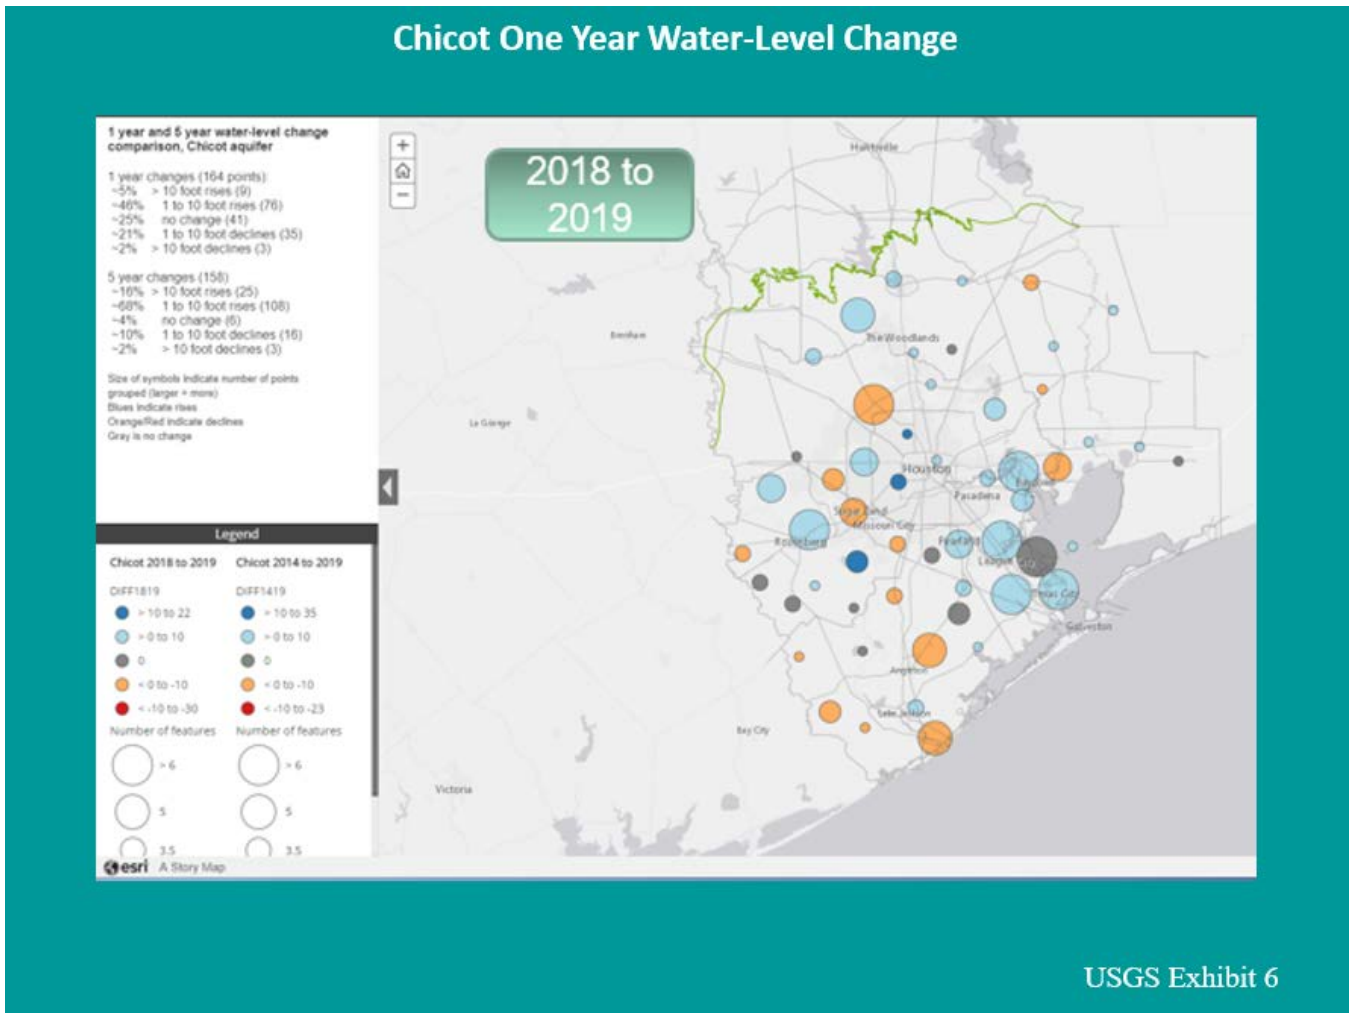 Chicot One Year Water-Level Change
1 year and 5 year water-level change
comparison, Chicot aquifer
1 year changes (164 points):
~5% > 10 foot rises (9)
~46% 1 to 10 foot rises (76)
~25% no change (41)
~21% 1 to 10 foot declines (35)
~2% > 10 foot declines (3)
5 year changes (158)
~16% > 10 foot rises (25)
~68% 1 to 10 foot rises (108)
~4% no change (6)
~10% 1 to 10 foot declines (16)
~2% > 10 foot declines (3)
Size of symbols indicate number of points
grouped (larger = more)
Blues indicate rises
Orange/Red indicate declines
Gray is no change
Legend
Chicot 2018 to 2019 Chicot 2014 to 2019
DIFF1819 DIFF1419
> 10 to 22 > 10 to 35
> 0 to 10 > 0 to 10
0 0
< 0 to -10 < 0 to -10
< -10 to -30 < -10 to -23
Number of features Number of features
> 6 > 6
5 5
3.5 3.5
esri A Story Map
+
−
2018 to
2019
Huntsville
Brenham
The Woodlands
La Grange
Houston
Pasadena
Sugar Land
Missouri City
Rosenberg
Pearland
League City
Texas City
Galveston
Angleton
Lake Jackson
Bay City
Victoria
USGS Exhibit 6